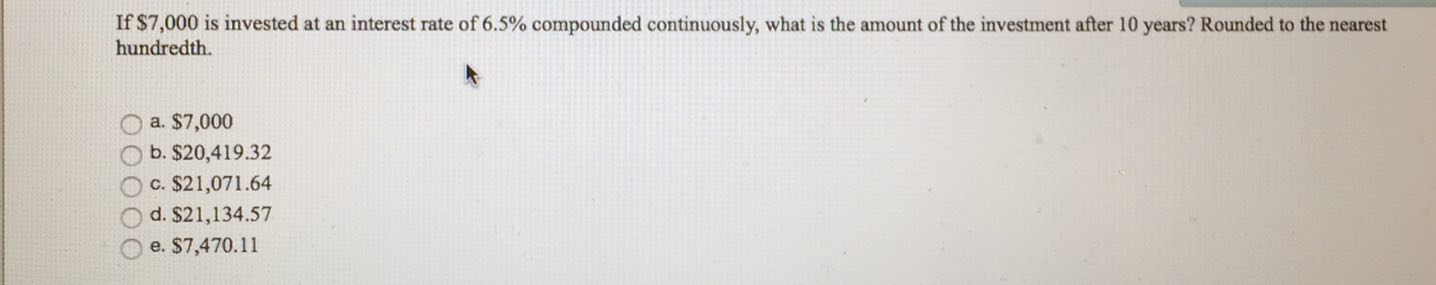 If $7,000 is invested at an interest rate of 6.5% compounded continuously, what is the amount of the investment after 10 years? Rounded to the nearest
hundredth.
a. $7,000
b. $20,419.32
c. $21,071.64
d. $21,134.57
e. $7,470.11